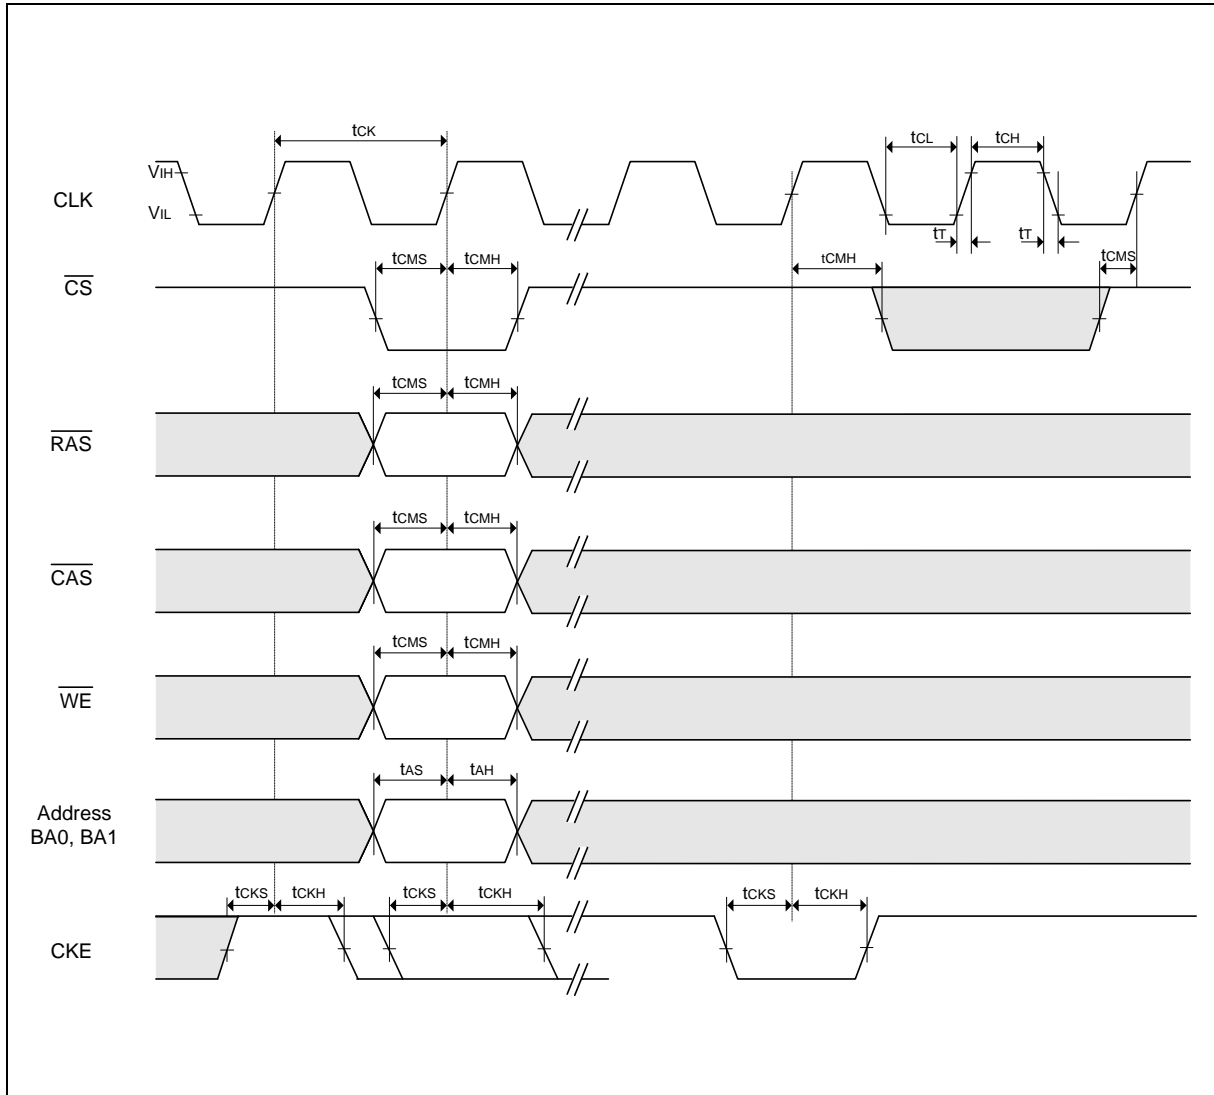 tCK
tCL tCH
VIH
CLK
VIL
tT tT
tCMS tCMH tCMH tCMS
CS
tCMS tCMH
RAS
tCMS tCMH
CAS
tCMS tCMH
WE
tAS tAH
Address
BA0, BA1
tCKS tCKH tCKS tCKH tCKS tCKH
CKE